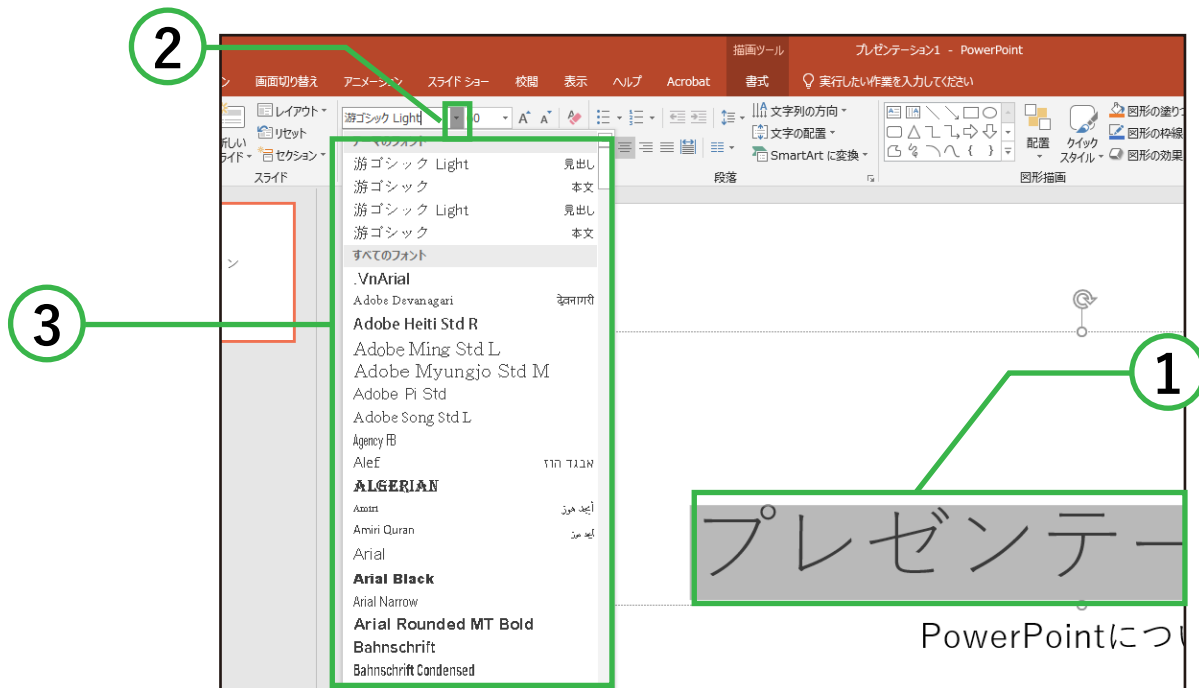 2
描画ツール
プレゼンテーション1 - PowerPoint
ン
画面切り替え
アニメーション
スライド ショー
校閲
表示
ヘルプ
Acrobat
書式
実行したい作業を入力してください
レイアウト
リセット
セクション
スライド
游ゴシック Light
A
A
文字列の方向
文字の配置
SmartArt に変換
段落
配置
クイック
スタイル
図形の塗りつ
図形の枠線
図形の効果
図形描画
テーマのフォント
游ゴシック Light 見出し
游ゴシック 本文
游ゴシック Light 見出し
游ゴシック 本文
すべてのフォント
.VnArial
Adobe Devanagari देवनागरी
Adobe Heiti Std R
Adobe Ming Std L
Adobe Myungjo Std M
Adobe Pi Std
Adobe Song Std L
Agency FB
Alef אבגד הוז
ALGERIAN
Amiri أبجد هوز
Amiri Quran أبجد هوز
Arial
Arial Black
Arial Narrow
Arial Rounded MT Bold
Bahnschrift
Bahnschrift Condensed
3
ン
1
プレゼンテー
PowerPointにつ